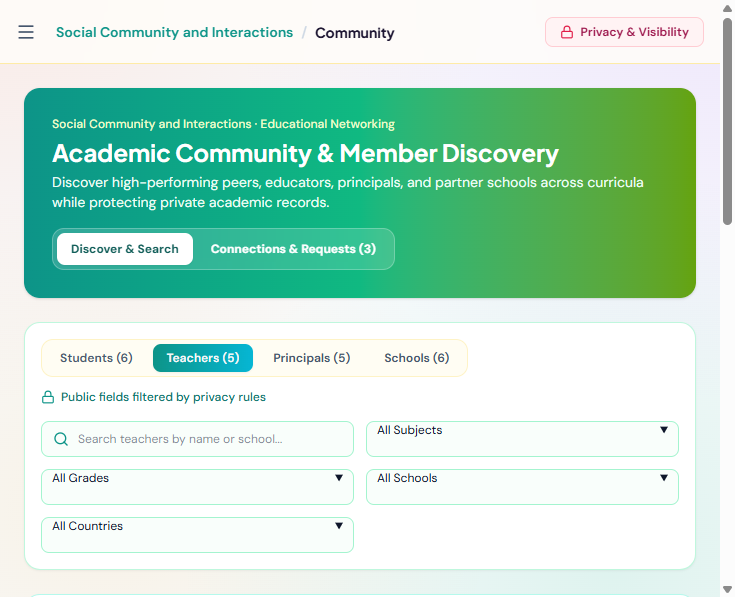 Social Community and Interactions / Community
Privacy & Visibility
Social Community and Interactions · Educational Networking
Academic Community & Member Discovery
Discover high-performing peers, educators, principals, and partner schools across curricula
while protecting private academic records.
Discover & Search
Connections & Requests (3)
Students (6)
Teachers (5)
Principals (5)
Schools (6)
Public fields filtered by privacy rules
Search teachers by name or school...
All Subjects
All Grades
All Schools
All Countries